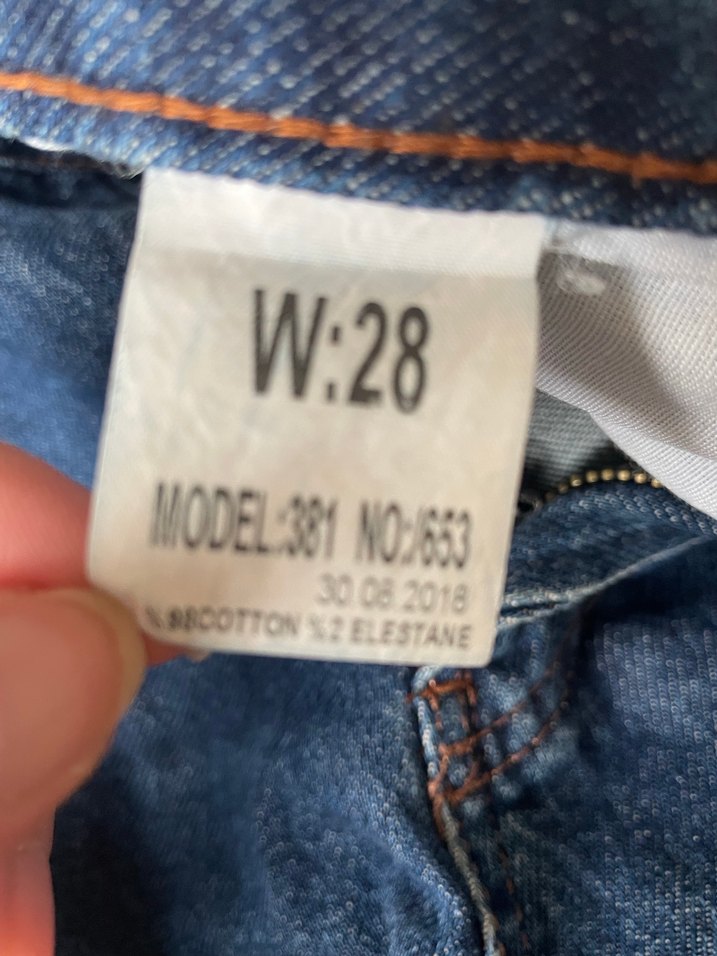 W:28
MODEL:381 NO:/653
30.08.2018
%98COTTON %2 ELESTANE